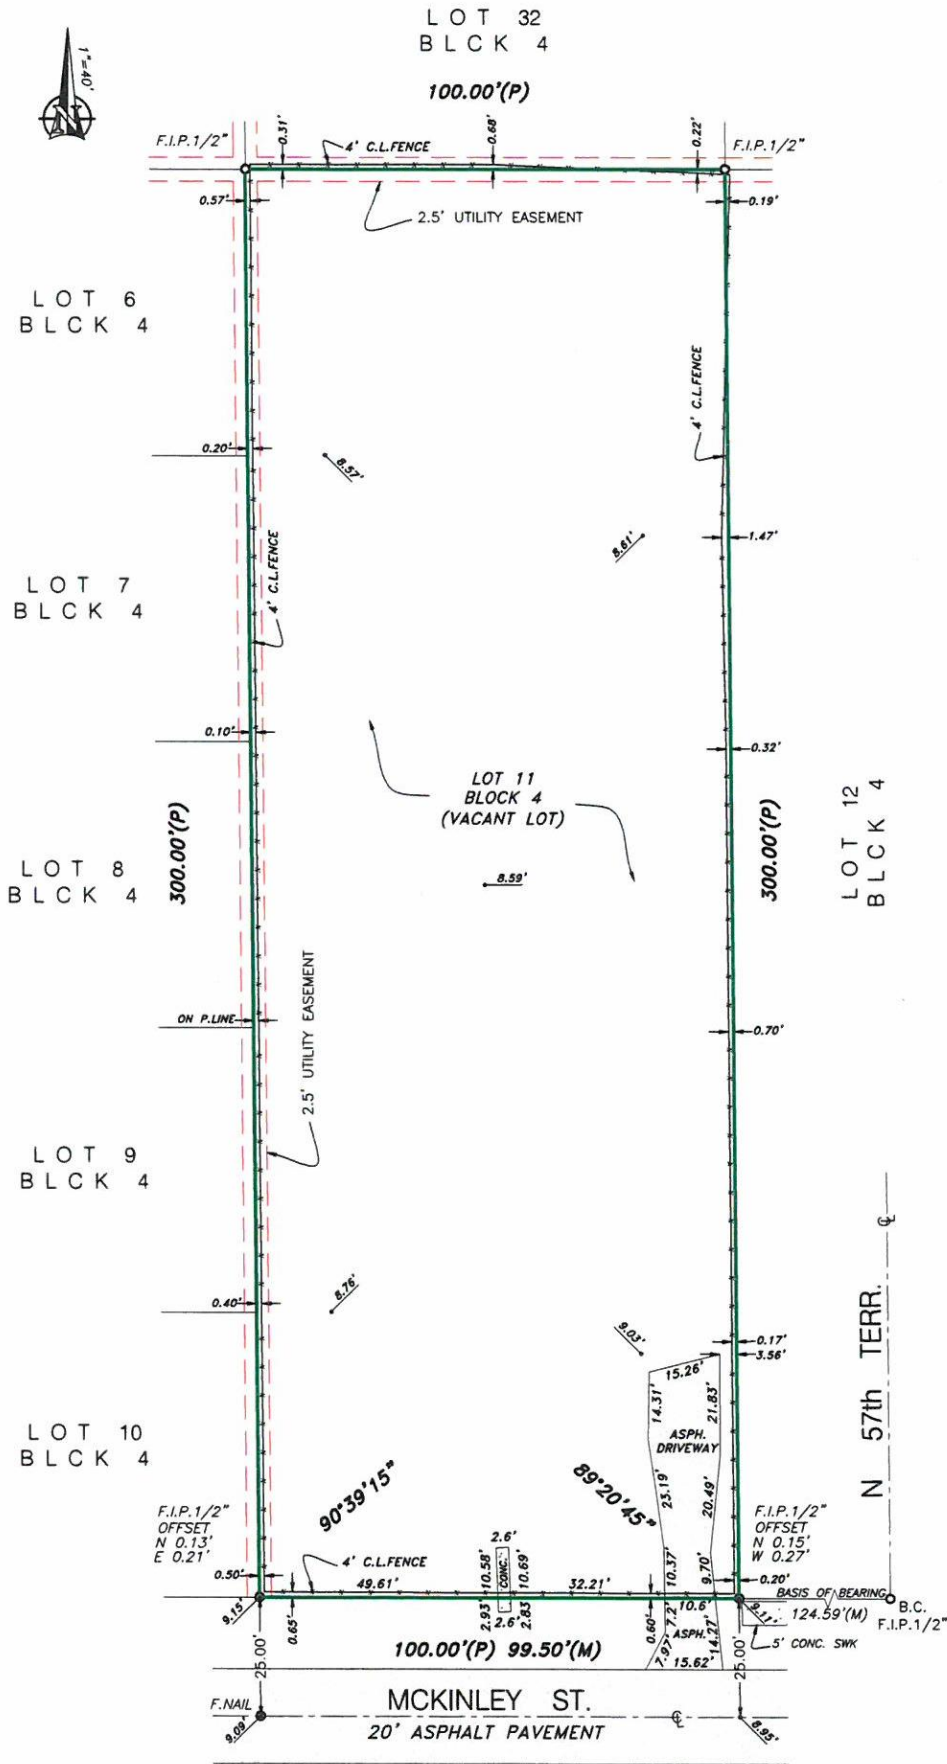 LOT 32
BLCK 4
1"=40'
N
100.00'(P)
F.I.P.1/2"
0.31'
4' C.L.FENCE
0.68'
0.22'
F.I.P.1/2"
0.57'
0.19'
2.5' UTILITY EASEMENT
LOT 6
BLCK 4
4' C.L.FENCE
0.20'
8.57'
8.61'
1.47'
4' C.L.FENCE
LOT 7
BLCK 4
0.10'
0.32'
LOT 11
BLOCK 4
(VACANT LOT)
300.00'(P)
300.00'(P)
LOT 12
BLCK 4
LOT 8
BLCK 4
8.59'
2.5' UTILITY EASEMENT
ON P.LINE
0.70'
LOT 9
BLCK 4
N 57th TERR.
0.40'
8.76'
9.03'
0.17'
3.56'
15.26'
14.31'
21.83'
ASPH.
DRIVEWAY
LOT 10
BLCK 4
90°39'15"
89°20'45"
23.19'
20.49'
F.I.P.1/2"
OFFSET
N 0.13'
E 0.21'
F.I.P.1/2"
OFFSET
N 0.15'
W 0.27'
2.6'
10.58'
CONC.
10.69'
10.37'
9.70'
4' C.L.FENCE
0.50'
49.61'
32.21'
0.20'
BASIS OF BEARING
124.59'(M)
B.C.
F.I.P.1/2"
9.15'
0.65'
2.93'
2.6'
2.83'
0.60'
7.2'
10.6'
ASPH.
14.27'
7.97'
15.62'
9.11'
5' CONC. SWK
100.00'(P) 99.50'(M)
25.00'
25.00'
F.NAIL
9.09'
MCKINLEY ST.
20' ASPHALT PAVEMENT
8.95'